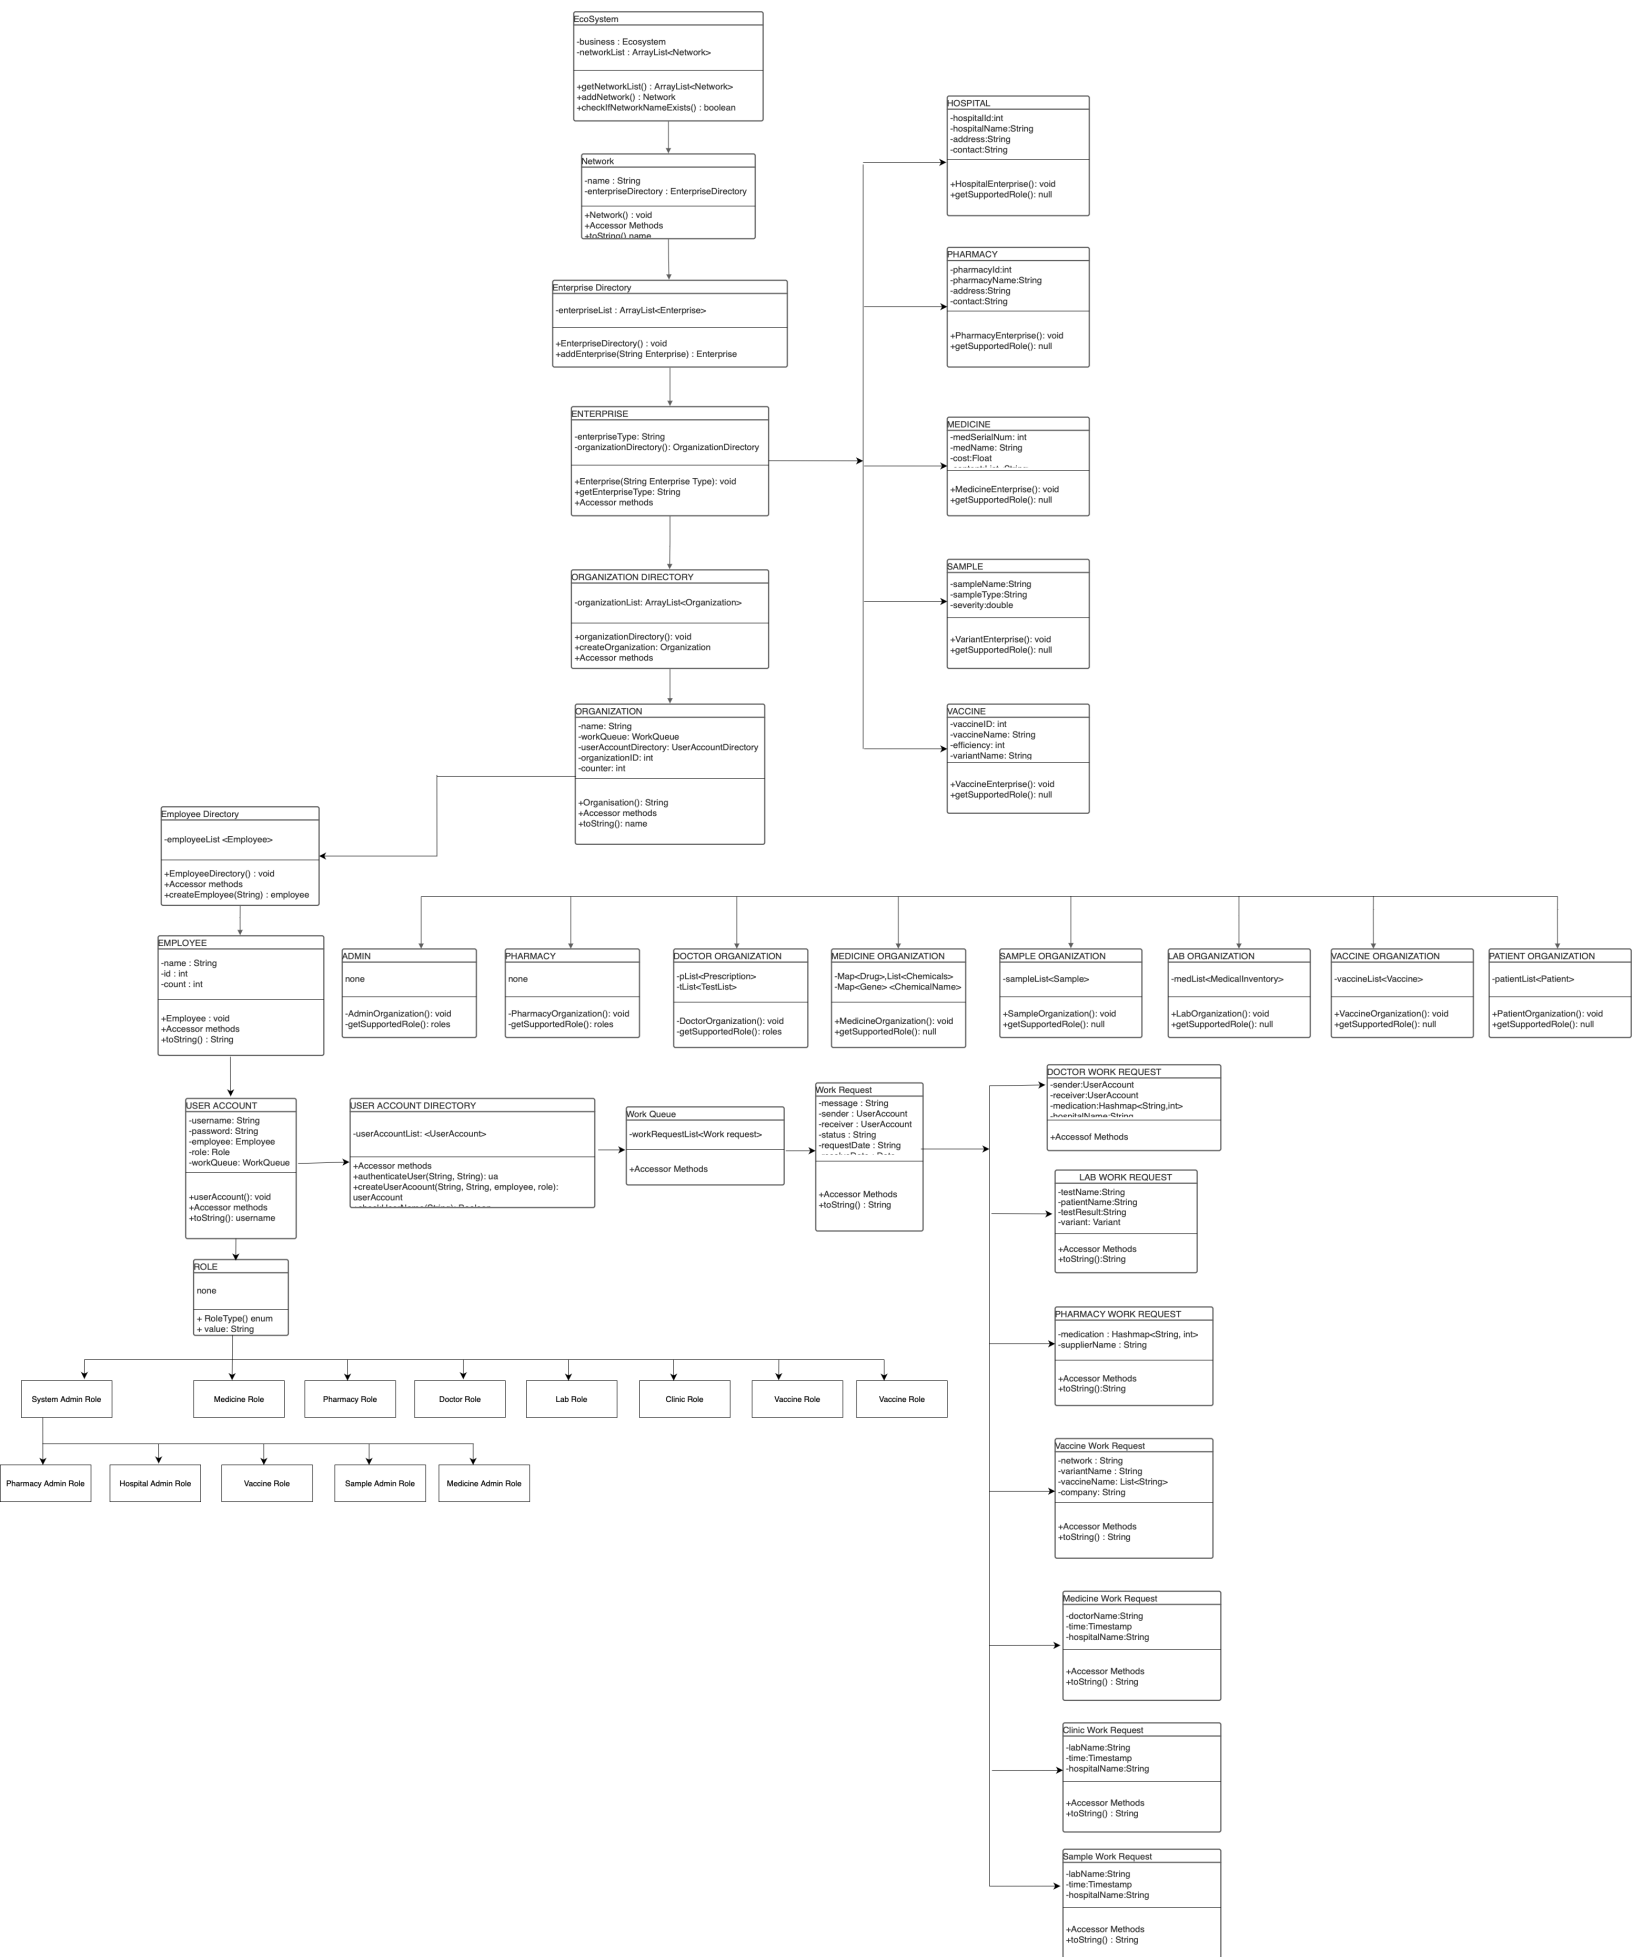 EcoSystem
-business : Ecosystem
-networkList : ArrayList<Network>
+getNetworkList() : ArrayList<Network>
+addNetwork() : Network
+checkIfNetworkNameExists() : boolean
Network
-name : String
-enterpriseDirectory : EnterpriseDirectory
+Network() : void
+Accessor Methods
+toString() name
Enterprise Directory
-enterpriseList : ArrayList<Enterprise>
+EnterpriseDirectory() : void
+addEnterprise(String Enterprise) : Enterprise
ENTERPRISE
-enterpriseType: String
-organizationDirectory(): OrganizationDirectory
+Enterprise(String Enterprise Type): void
+getEnterpriseType: String
+Accessor methods
ORGANIZATION DIRECTORY
-organizationList: ArrayList<Organization>
+organizationDirectory(): void
+createOrganization: Organization
+Accessor methods
ORGANIZATION
-name: String
-workQueue: WorkQueue
-userAccountDirectory: UserAccountDirectory
-organizationID: int
-counter: int
+Organisation(): String
+Accessor methods
+toString(): name
HOSPITAL
-hospitalId:int
-hospitalName:String
-address:String
-contact:String
+HospitalEnterprise(): void
+getSupportedRole(): null
PHARMACY
-pharmacyId:int
-pharmacyName:String
-address:String
-contact:String
+PharmacyEnterprise(): void
+getSupportedRole(): null
MEDICINE
-medSerialNum: int
-medName: String
-cost:Float
+MedicineEnterprise(): void
+getSupportedRole(): null
SAMPLE
-sampleName:String
-sampleType:String
-severity:double
+VariantEnterprise(): void
+getSupportedRole(): null
VACCINE
-vaccineID: int
-vaccineName: String
-efficiency: int
-variantName: String
+VaccineEnterprise(): void
+getSupportedRole(): null
Employee Directory
-employeeList <Employee>
+EmployeeDirectory() : void
+Accessor methods
+createEmployee(String) : employee
EMPLOYEE
-name : String
-id : int
-count : int
+Employee : void
+Accessor methods
+toString() : String
ADMIN
none
-AdminOrganization(): void
-getSupportedRole(): roles
PHARMACY
none
-PharmacyOrganization(): void
-getSupportedRole(): roles
DOCTOR ORGANIZATION
-pList<Prescription>
-tList<TestList>
-DoctorOrganization(): void
-getSupportedRole(): roles
MEDICINE ORGANIZATION
-Map<Drug>,List<Chemicals>
-Map<Gene> <ChemicalName>
+MedicineOrganization(): void
+getSupportedRole(): null
SAMPLE ORGANIZATION
-sampleList<Sample>
+SampleOrganization(): void
+getSupportedRole(): null
LAB ORGANIZATION
-medList<MedicalInventory>
+LabOrganization(): void
+getSupportedRole(): null
VACCINE ORGANIZATION
-vaccineList<Vaccine>
+VaccineOrganization(): void
+getSupportedRole(): null
PATIENT ORGANIZATION
-patientList<Patient>
+PatientOrganization(): void
+getSupportedRole(): null
USER ACCOUNT
-username: String
-password: String
-employee: Employee
-role: Role
-workQueue: WorkQueue
+userAccount(): void
+Accessor methods
+toString(): username
USER ACCOUNT DIRECTORY
-userAccountList: <UserAccount>
+Accessor methods
+authenticateUser(String, String): ua
+createUserAcoount(String, String, employee, role):
userAccount
Work Queue
-workRequestList<Work request>
+Accessor Methods
Work Request
-message : String
-sender : UserAccount
-receiver : UserAccount
-status : String
-requestDate : String
+Accessor Methods
+toString() : String
DOCTOR WORK REQUEST
-sender:UserAccount
-receiver:UserAccount
-medication:Hashmap<String,int>
-hospitalName:String
+Accessof Methods
LAB WORK REQUEST
-testName:String
-patientName:String
-testResult:String
-variant: Variant
+Accessor Methods
+toString():String
PHARMACY WORK REQUEST
-medication : Hashmap<String, int>
-supplierName : String
+Accessor Methods
+toString():String
Vaccine Work Request
-network : String
-variantName : String
-vaccineName: List<String>
-company: String
+Accessor Methods
+toString() : String
Medicine Work Request
-doctorName:String
-time:Timestamp
-hospitalName:String
+Accessor Methods
+toString() : String
Clinic Work Request
-labName:String
-time:Timestamp
-hospitalName:String
+Accessor Methods
+toString() : String
Sample Work Request
-labName:String
-time:Timestamp
-hospitalName:String
+Accessor Methods
+toString() : String
ROLE
none
+ RoleType() enum
+ value: String
System Admin Role
Medicine Role
Pharmacy Role
Doctor Role
Lab Role
Clinic Role
Vaccine Role
Vaccine Role
Pharmacy Admin Role
Hospital Admin Role
Vaccine Role
Sample Admin Role
Medicine Admin Role